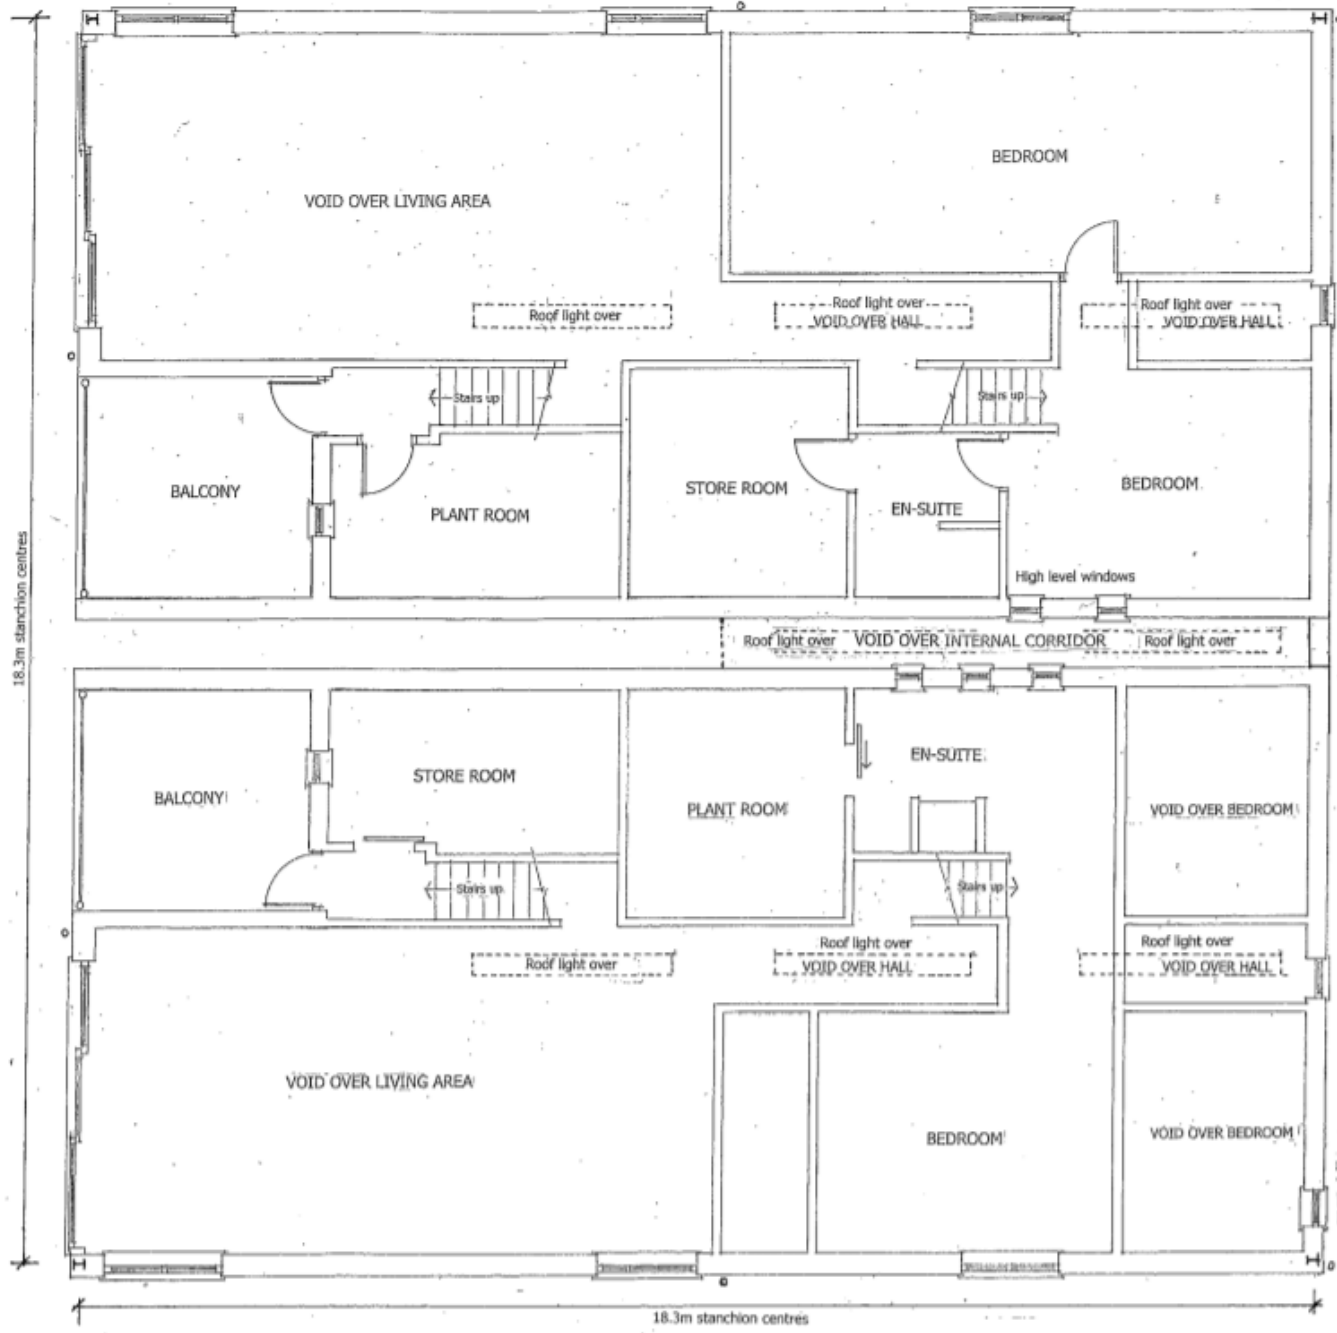 BEDROOM
VOID OVER LIVING AREA
Roof light over
Roof light over
VOID OVER HALL
Roof light over
VOID OVER HALL
Stairs up
Stairs up
BALCONY
PLANT ROOM
STORE ROOM
EN-SUITE
BEDROOM
High level windows
18.3m stanchion centres
Roof light over
VOID OVER INTERNAL CORRIDOR
Roof light over
BALCONY
STORE ROOM
PLANT ROOM
EN-SUITE
VOID OVER BEDROOM
Stairs up
Stairs up
Roof light over
Roof light over
VOID OVER HALL
Roof light over
VOID OVER HALL
VOID OVER LIVING AREA
BEDROOM
VOID OVER BEDROOM
18.3m stanchion centres